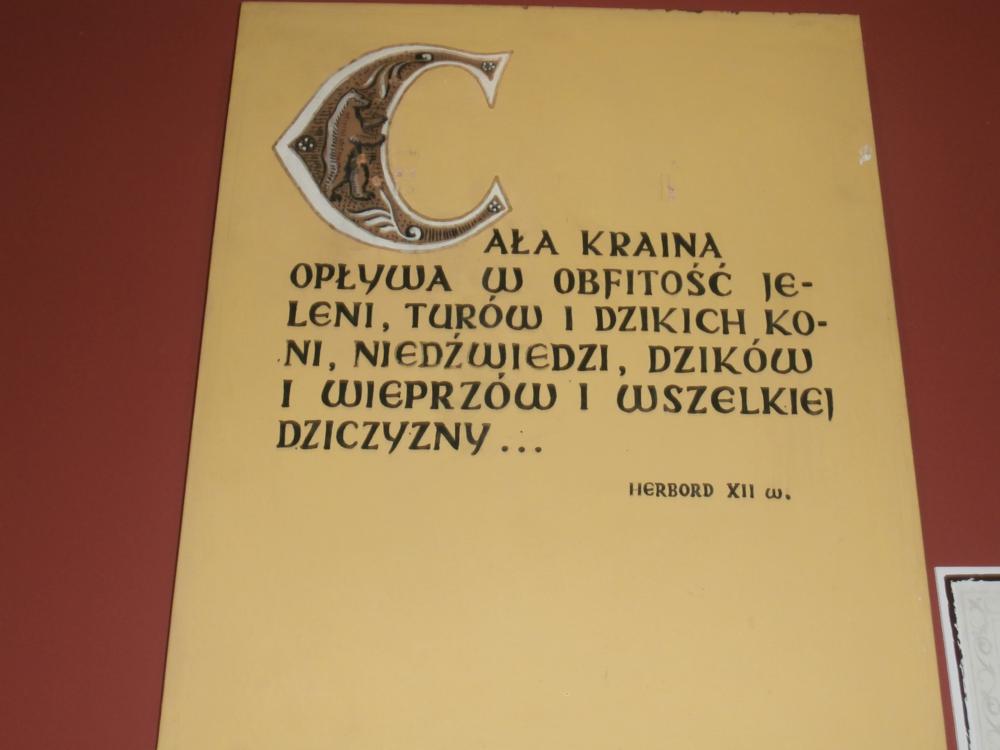 CAŁA KRAINA
OPŁYWA W OBFITOŚĆ JE-
LENI, TURÓW I DZIKICH KO-
NI, NIEDŹWIEDZI, DZIKÓW
I WIEPRZÓW I WSZELKIEJ
DZICZYZNY...
HERBORD XII w.